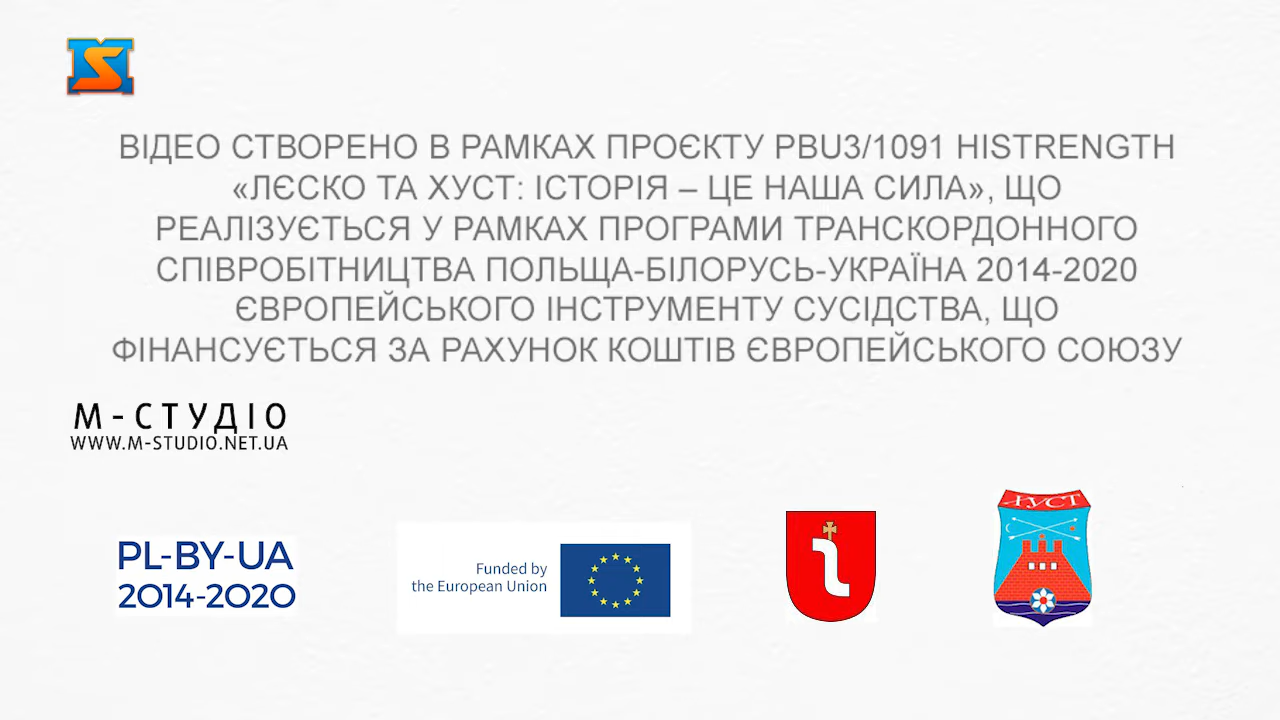 ВІДЕО СТВОРЕНО В РАМКАХ ПРОЄКТУ PBU3/1091 HISTRENGTH
«ЛЄСКО ТА ХУСТ: ІСТОРІЯ – ЦЕ НАША СИЛА», ЩО
РЕАЛІЗУЄТЬСЯ У РАМКАХ ПРОГРАМИ ТРАНСКОРДОННОГО
СПІВРОБІТНИЦТВА ПОЛЬЩА-БІЛОРУСЬ-УКРАЇНА 2014-2020
ЄВРОПЕЙСЬКОГО ІНСТРУМЕНТУ СУСІДСТВА, ЩО
ФІНАНСУЄТЬСЯ ЗА РАХУНОК КОШТІВ ЄВРОПЕЙСЬКОГО СОЮЗУ
М-СТУДІО
WWW.M-STUDIO.NET.UA
PL-BY-UA
2014-2020
Funded by
the European Union
ХУСТ